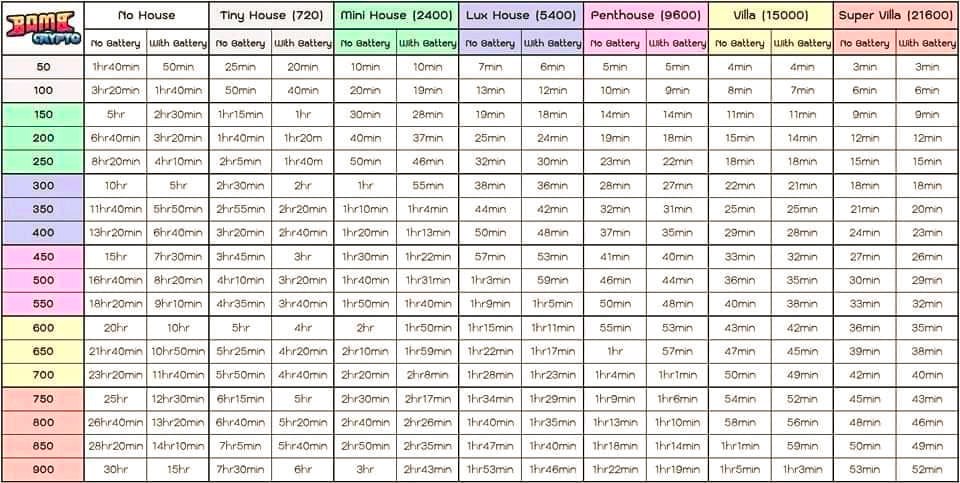 BOMB CRYPTO No House Tiny House (720) Mini House (2400) Lux House (5400) Penthouse (9600) Villa (15000) Super Villa (21600)
No Battery With Battery No Battery With Battery No Battery With Battery No Battery With Battery No Battery With Battery No Battery With Battery No Battery With Battery
50 1hr40min 50min 25min 20min 10min 10min 7min 6min 5min 5min 4min 4min 3min 3min
100 3hr20min 1hr40min 50min 40min 20min 19min 13min 12min 10min 9min 8min 7min 6min 6min
150 5hr 2hr30min 1hr15min 1hr 30min 28min 19min 18min 14min 14min 11min 11min 9min 9min
200 6hr40min 3hr20min 1hr40min 1hr20m 40min 37min 25min 24min 19min 18min 15min 14min 12min 12min
250 8hr20min 4hr10min 2hr5min 1hr40m 50min 46min 32min 30min 23min 22min 18min 18min 15min 15min
300 10hr 5hr 2hr30min 2hr 1hr 55min 38min 36min 28min 27min 22min 21min 18min 18min
350 11hr40min 5hr50min 2hr55min 2hr20min 1hr10min 1hr4min 44min 42min 32min 31min 25min 25min 21min 20min
400 13hr20min 6hr40min 3hr20min 2hr40min 1hr20min 1hr13min 50min 48min 37min 35min 29min 28min 24min 23min
450 15hr 7hr30min 3hr45min 3hr 1hr30min 1hr22min 57min 53min 41min 40min 33min 32min 27min 26min
500 16hr40min 8hr20min 4hr10min 3hr20min 1hr40min 1hr31min 1hr3min 59min 46min 44min 36min 35min 30min 29min
550 18hr20min 9hr10min 4hr35min 3hr40min 1hr50min 1hr40min 1hr9min 1hr5min 50min 48min 40min 38min 33min 32min
600 20hr 10hr 5hr 4hr 2hr 1hr50min 1hr15min 1hr11min 55min 53min 43min 42min 36min 35min
650 21hr40min 10hr50min 5hr25min 4hr20min 2hr10min 1hr59min 1hr22min 1hr17min 1hr 57min 47min 45min 39min 38min
700 23hr20min 11hr40min 5hr50min 4hr40min 2hr20min 2hr8min 1hr28min 1hr23min 1hr4min 1hr1min 50min 49min 42min 40min
750 25hr 12hr30min 6hr15min 5hr 2hr30min 2hr17min 1hr34min 1hr29min 1hr9min 1hr6min 54min 52min 45min 43min
800 26hr40min 13hr20min 6hr40min 5hr20min 2hr40min 2hr26min 1hr40min 1hr35min 1hr13min 1hr10min 58min 56min 48min 46min
850 28hr20min 14hr10min 7hr5min 5hr40min 2hr50min 2hr35min 1hr47min 1hr40min 1hr18min 1hr14min 1hr1min 59min 50min 49min
900 30hr 15hr 7hr30min 6hr 3hr 2hr43min 1hr53min 1hr46min 1hr22min 1hr19min 1hr5min 1hr3min 53min 52min